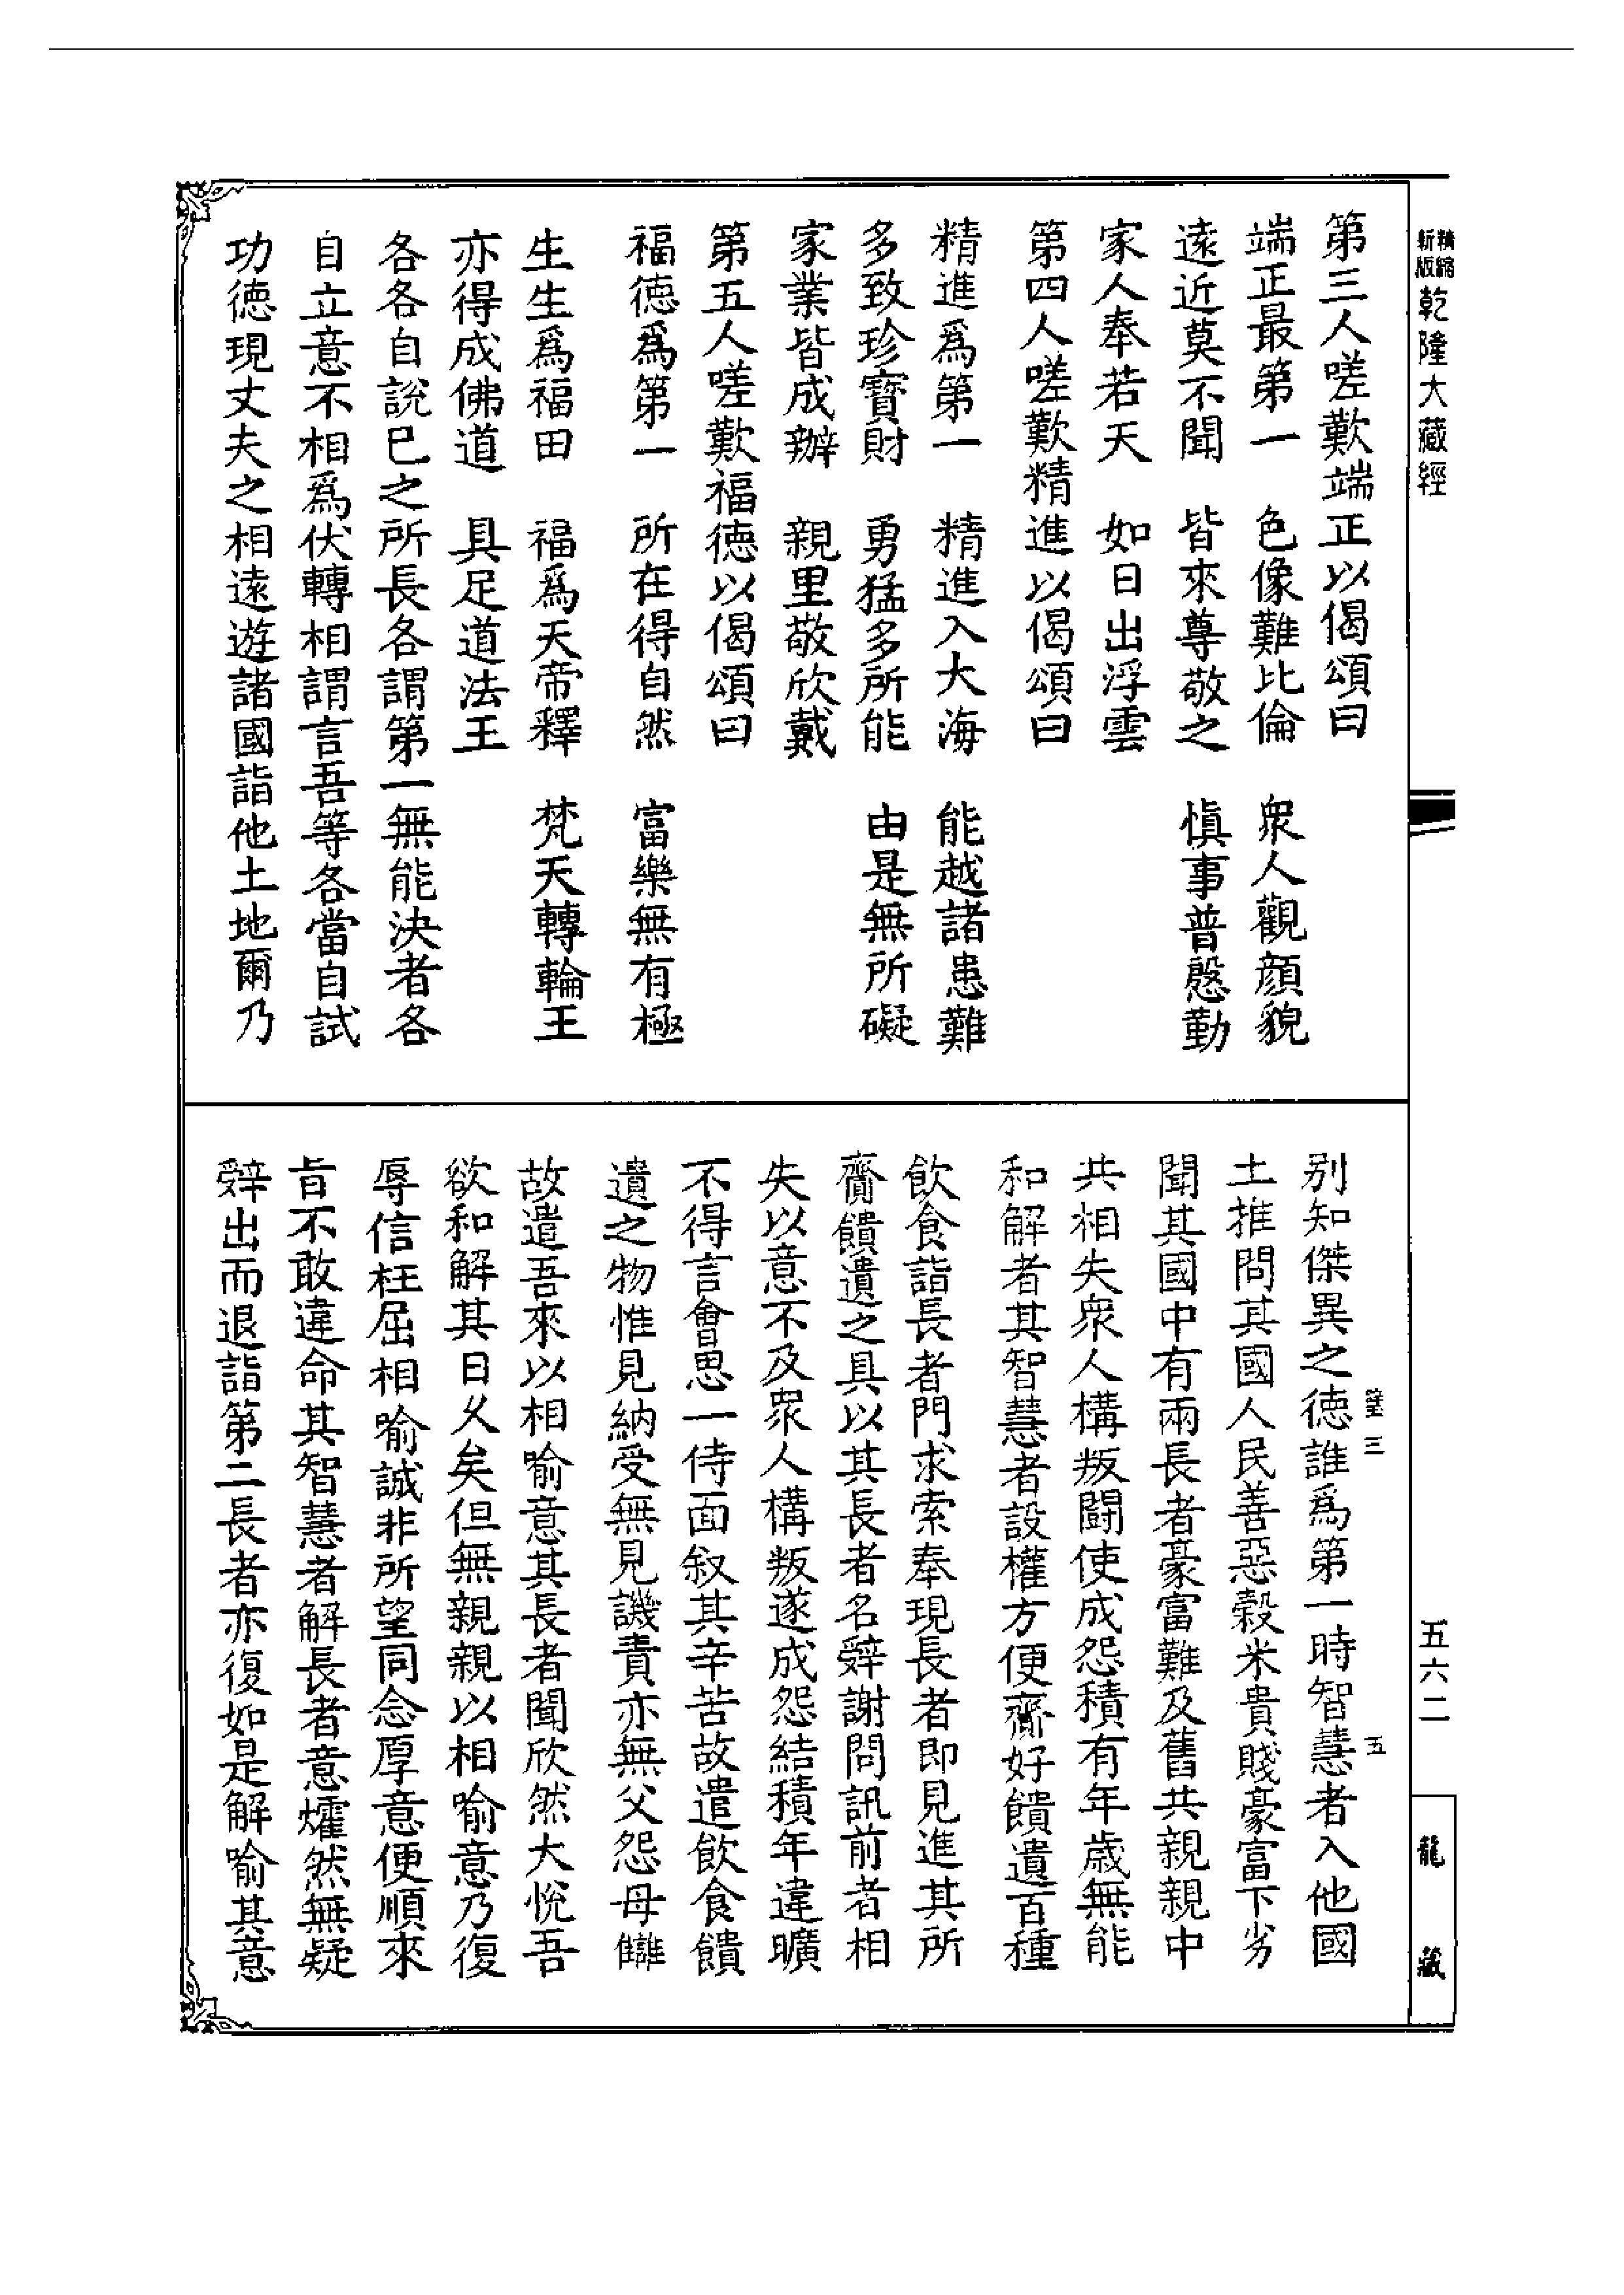 精縮新版乾隆大藏經
第三人嗟歎端正以偈頌曰
端正最第一　色像難比倫　衆人觀顔貌
遠近莫不聞　皆來尊敬之　愼事普慇勤
家人奉若天　如日出浮雲
第四人嗟歎精進以偈頌曰
精進爲第一　精進入大海　能越諸患難
多致珍寶財　勇猛多所能　由是無所礙
家業皆成辦　親里敬欣戴
第五人嗟歎福德以偈頌曰
福德爲第一　所在得自然　富樂無有極
生生爲福田　福爲天帝釋　梵天轉輪王
亦得成佛道　具足道法王
各各自説已之所長各謂第一無能決者各
自立意不相爲伏轉相謂言吾等各當自試
功德現丈夫之相遠遊諸國詣他土地爾乃
五六二
龍藏
三　五
别知傑異之德誰爲第一時智慧者入他國
土推問其國人民善惡穀米貴賤豪富下劣
聞其國中有兩長者豪富難及舊共親親中
共相失衆人構叛鬪使成怨積有年歲無能
和解者其智慧者設權方便齎好饋遺百種
飲食詣長者門求索奉現長者即見進其所
齎饋遺之具以其長者名辤謝問訊前者相
失以意不及衆人構叛遂成怨結積年違曠
不得言會思一侍面叙其辛苦故遣飲食饋
遺之物惟見納受無見譏責亦無父怨母讎
故遣吾來以相喻意其長者聞欣然大悦吾
欲和解其日乆矣但無親親以相喻意乃復
辱信枉屈相喻誠非所望同念厚意便順來
旨不敢違命其智慧者解長者意爠然無疑
辤出而退詣第二長者亦復如是解喻其意